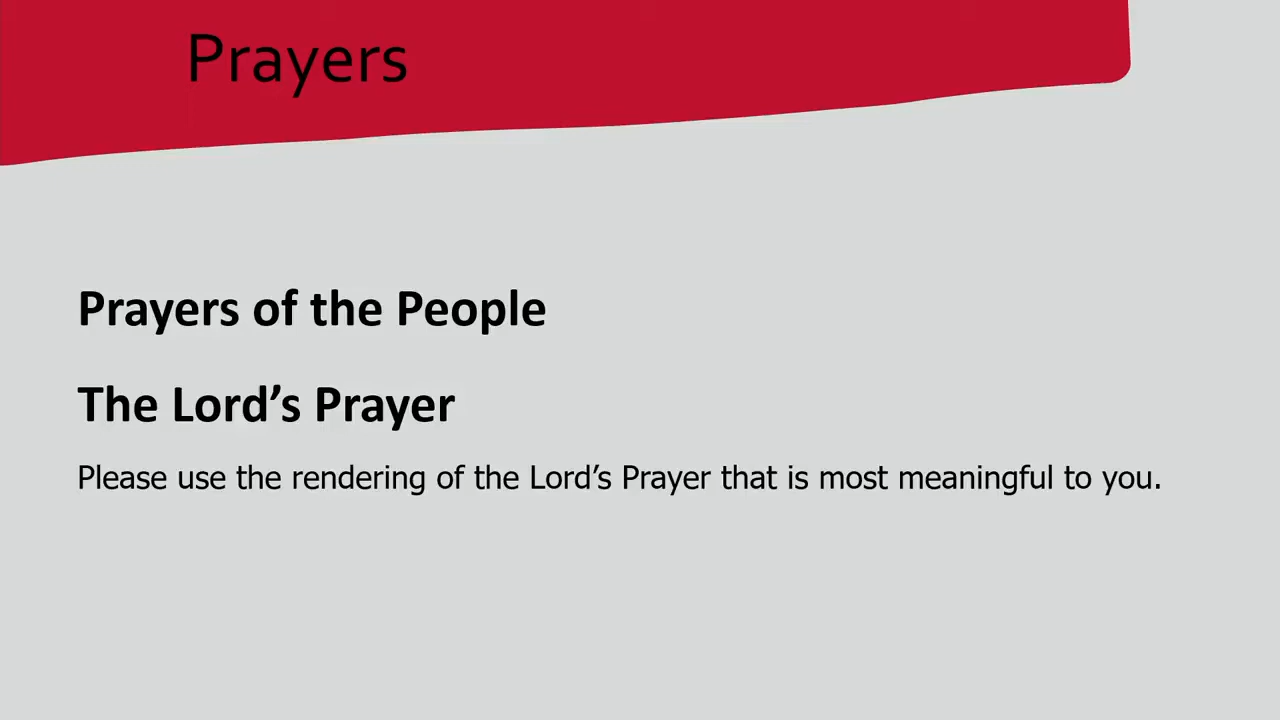 Prayers
Prayers of the People
The Lord’s Prayer
Please use the rendering of the Lord’s Prayer that is most meaningful to you.